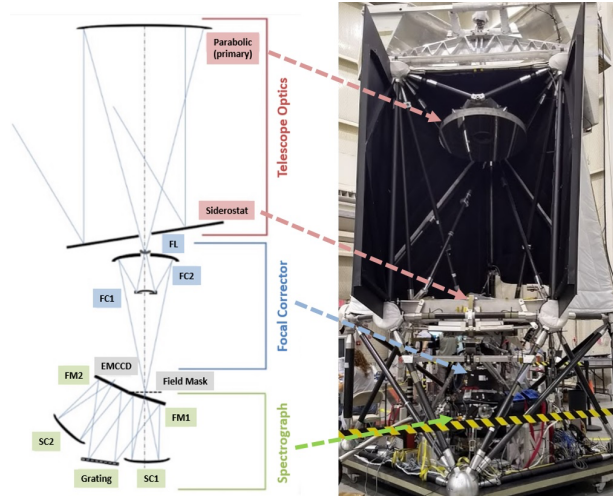 Parabolic
(primary)
Telescope Optics
Siderostat
FL
FC2
FC1
Focal Corrector
EMCCD
FM2
Field Mask
FM1
SC2
Grating
SC1
Spectrograph